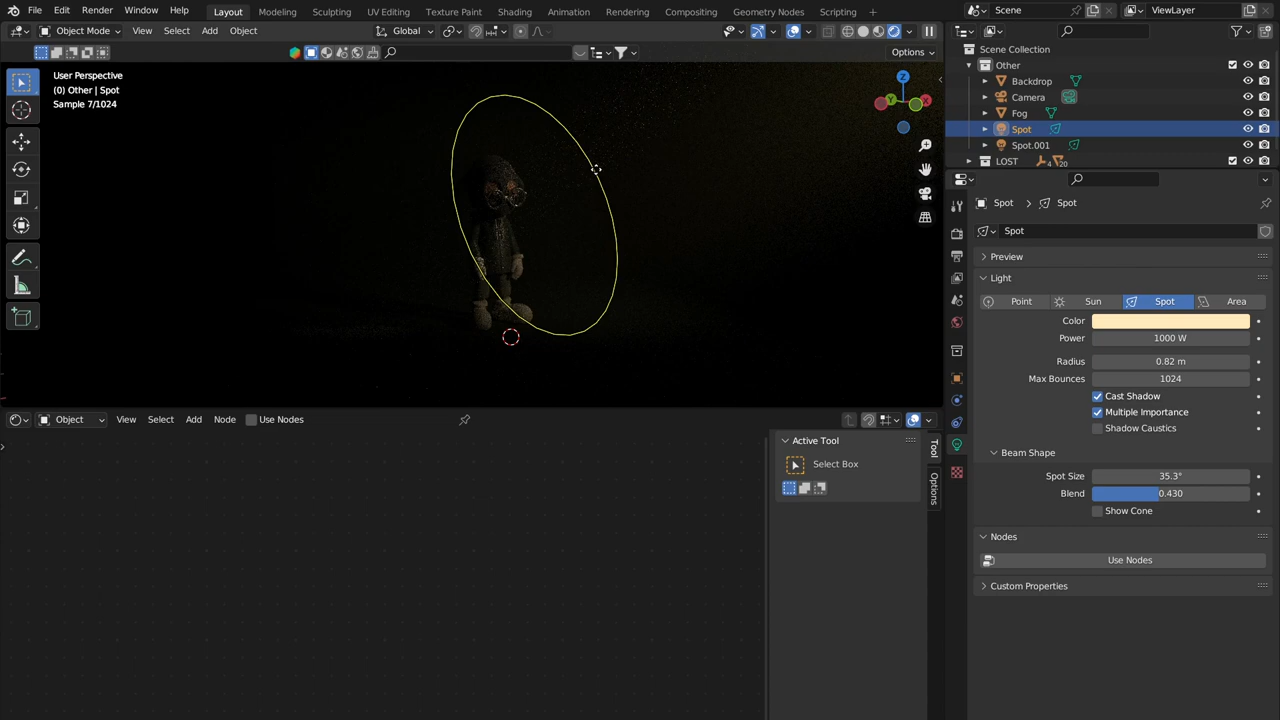 File Edit Render Window Help Layout Modeling Sculpting UV Editing Texture Paint Shading Animation Rendering Compositing Geometry Nodes Scripting + Scene ViewLayer
Object Mode View Select Add Object Global
Options
User Perspective
(0) Other | Spot
Sample 7/1024
Z
Y
X
Scene Collection
Other
Backdrop
Camera
Fog
Spot
Spot.001
LOST 4 20
Spot > Spot
Spot
Preview
Light
Point Sun Spot Area
Color
Power 1000 W
Radius 0.82 m
Max Bounces 1024
Cast Shadow
Multiple Importance
Shadow Caustics
Beam Shape
Spot Size 35.3°
Blend 0.430
Show Cone
Nodes
Use Nodes
Custom Properties
Object View Select Add Node Use Nodes
Active Tool
Select Box
Tool
Options